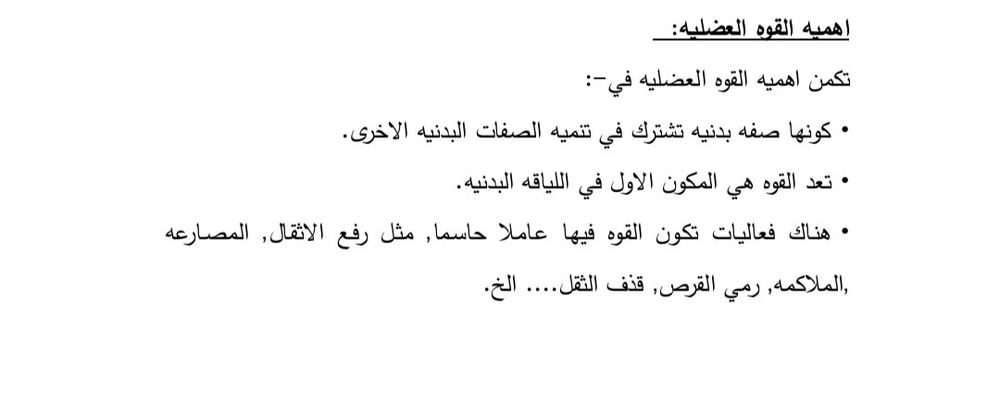 اهميه القوه العضليه:
تكمن اهميه القوه العضليه في-:
• كونها صفه بدنيه تشترك في تنميه الصفات البدنيه الاخرى.
• تعد القوه هي المكون الاول في اللياقه البدنيه.
• هناك فعاليات تكون القوه فيها عاملا حاسما, مثل رفع الاثقال, المصارعه
,الملاكمه, رمي القرص, قذف الثقل.... الخ.